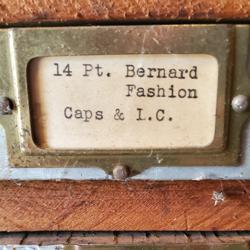 14 Pt. Bernard
Fashion
Caps & I.C.